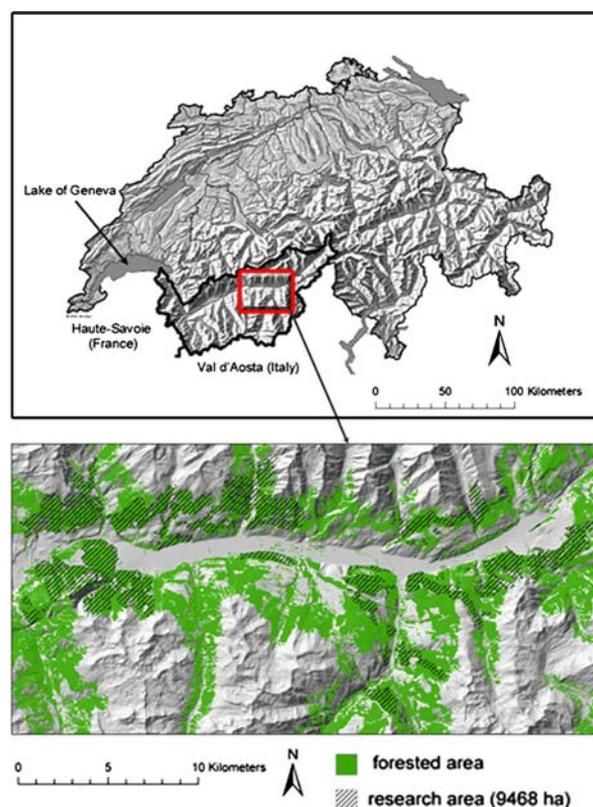 Lake of Geneva
Haute-Savoie
(France)
Val d'Aosta (Italy)
N
0 50 100 Kilometers
N
0 5 10 Kilometers
forested area
research area (9468 ha)